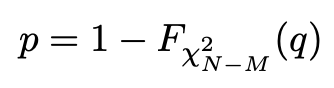 p = 1 − F_{χ²_{N−M}}(q)